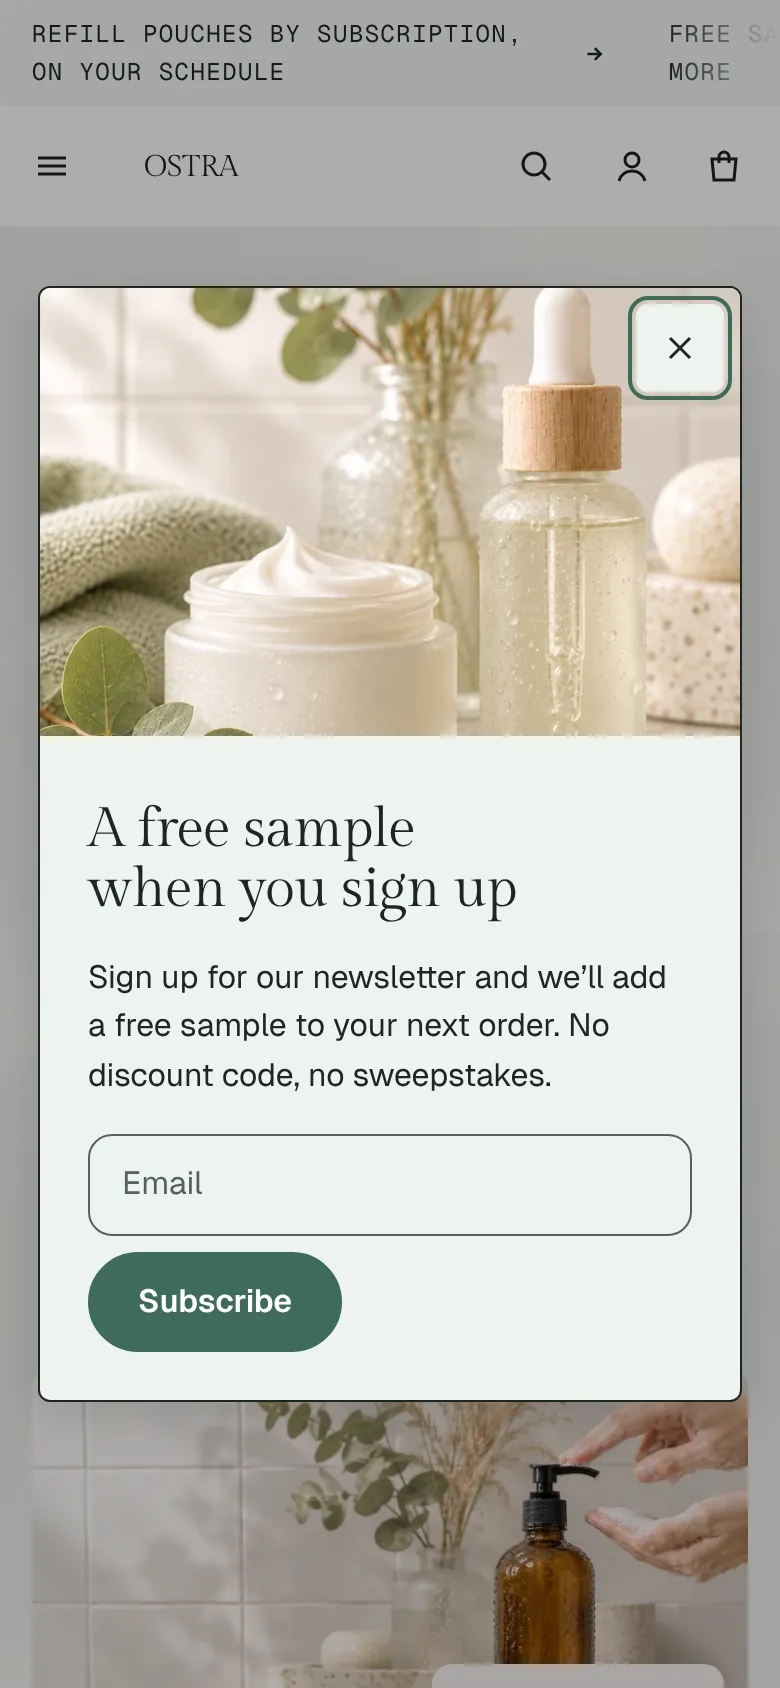 REFILL POUCHES BY SUBSCRIPTION,
ON YOUR SCHEDULE
FREE
MORE
OSTRA
A free sample
when you sign up
Sign up for our newsletter and we’ll add
a free sample to your next order. No
discount code, no sweepstakes.
Email
Subscribe